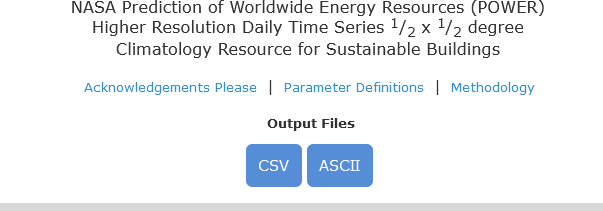 NASA Prediction of Worldwide Energy Resources (POWER)
Higher Resolution Daily Time Series 1/2 x 1/2 degree
Climatology Resource for Sustainable Buildings
Acknowledgements Please | Parameter Definitions | Methodology
Output Files
CSV ASCII